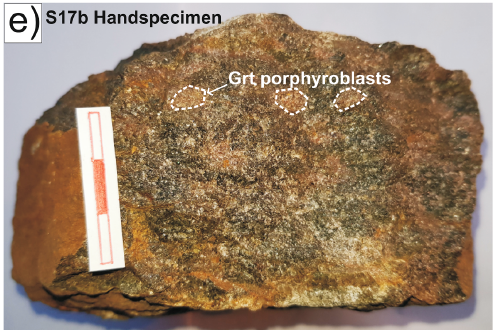 e) S17b Handspecimen
Grt porphyroblasts